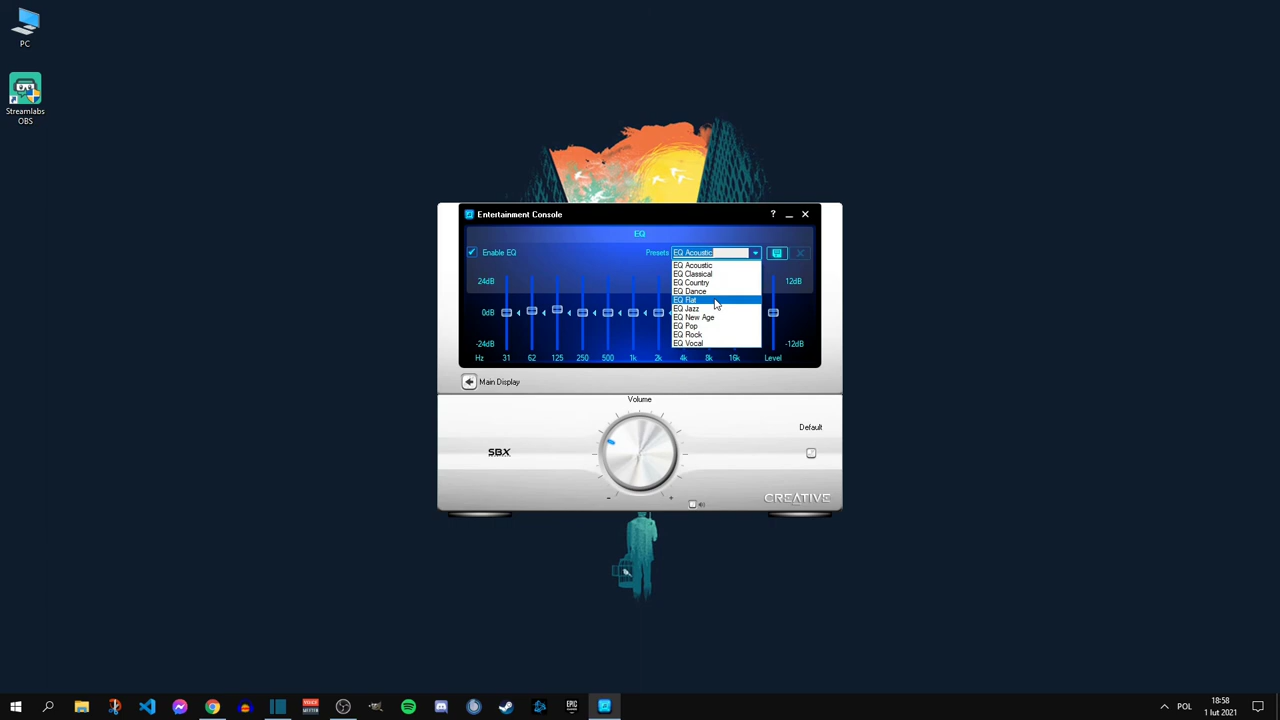 PC
Streamlabs
OBS
Entertainment Console
?
EQ
Enable EQ
Presets
EQ Acoustic
EQ Acoustic
EQ Classical
EQ Country
EQ Dance
EQ Flat
EQ Jazz
EQ New Age
EQ Pop
EQ Rock
EQ Vocal
24dB
0dB
-24dB
12dB
-12dB
Hz 31 62 125 250 500 1k 2k 4k 8k 16k Level
Main Display
Volume
Default
SBX
- +
CREATIVE
VOICE
MEETER
EPIC
POL
18:58
1 lut 2021